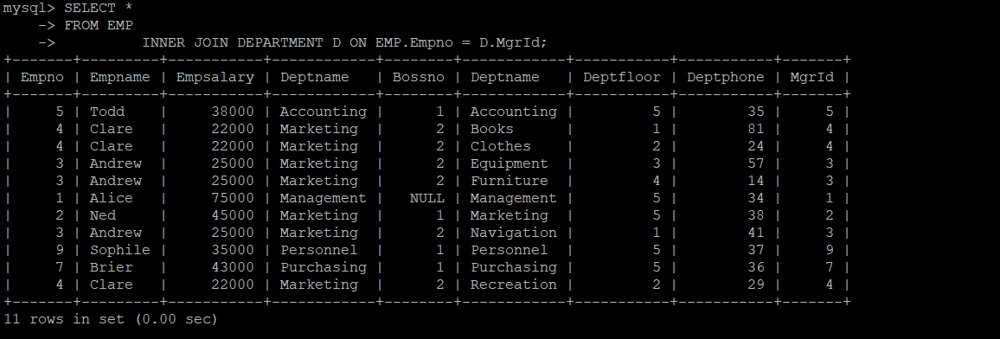 mysql> SELECT *
    -> FROM EMP
    ->          INNER JOIN DEPARTMENT D ON EMP.Empno = D.MgrId;
+-------+---------+-----------+------------+--------+------------+-----------+-----------+-------+
| Empno | Empname | Empsalary | Deptname   | Bossno | Deptname   | Deptfloor | Deptphone | MgrId |
+-------+---------+-----------+------------+--------+------------+-----------+-----------+-------+
|     5 | Todd    |     38000 | Accounting |      1 | Accounting |         5 |        35 |     5 |
|     4 | Clare   |     22000 | Marketing  |      2 | Books      |         1 |        81 |     4 |
|     4 | Clare   |     22000 | Marketing  |      2 | Clothes    |         2 |        24 |     4 |
|     3 | Andrew  |     25000 | Marketing  |      2 | Equipment  |         3 |        57 |     3 |
|     3 | Andrew  |     25000 | Marketing  |      2 | Furniture  |         4 |        14 |     3 |
|     1 | Alice   |     75000 | Management |   NULL | Management |         5 |        34 |     1 |
|     2 | Ned     |     45000 | Marketing  |      1 | Marketing  |         5 |        38 |     2 |
|     3 | Andrew  |     25000 | Marketing  |      2 | Navigation |         1 |        41 |     3 |
|     9 | Sophile |     35000 | Personnel  |      1 | Personnel  |         5 |        37 |     9 |
|     7 | Brier   |     43000 | Purchasing |      1 | Purchasing |         5 |        36 |     7 |
|     4 | Clare   |     22000 | Marketing  |      2 | Recreation |         2 |        29 |     4 |
+-------+---------+-----------+------------+--------+------------+-----------+-----------+-------+
11 rows in set (0.00 sec)